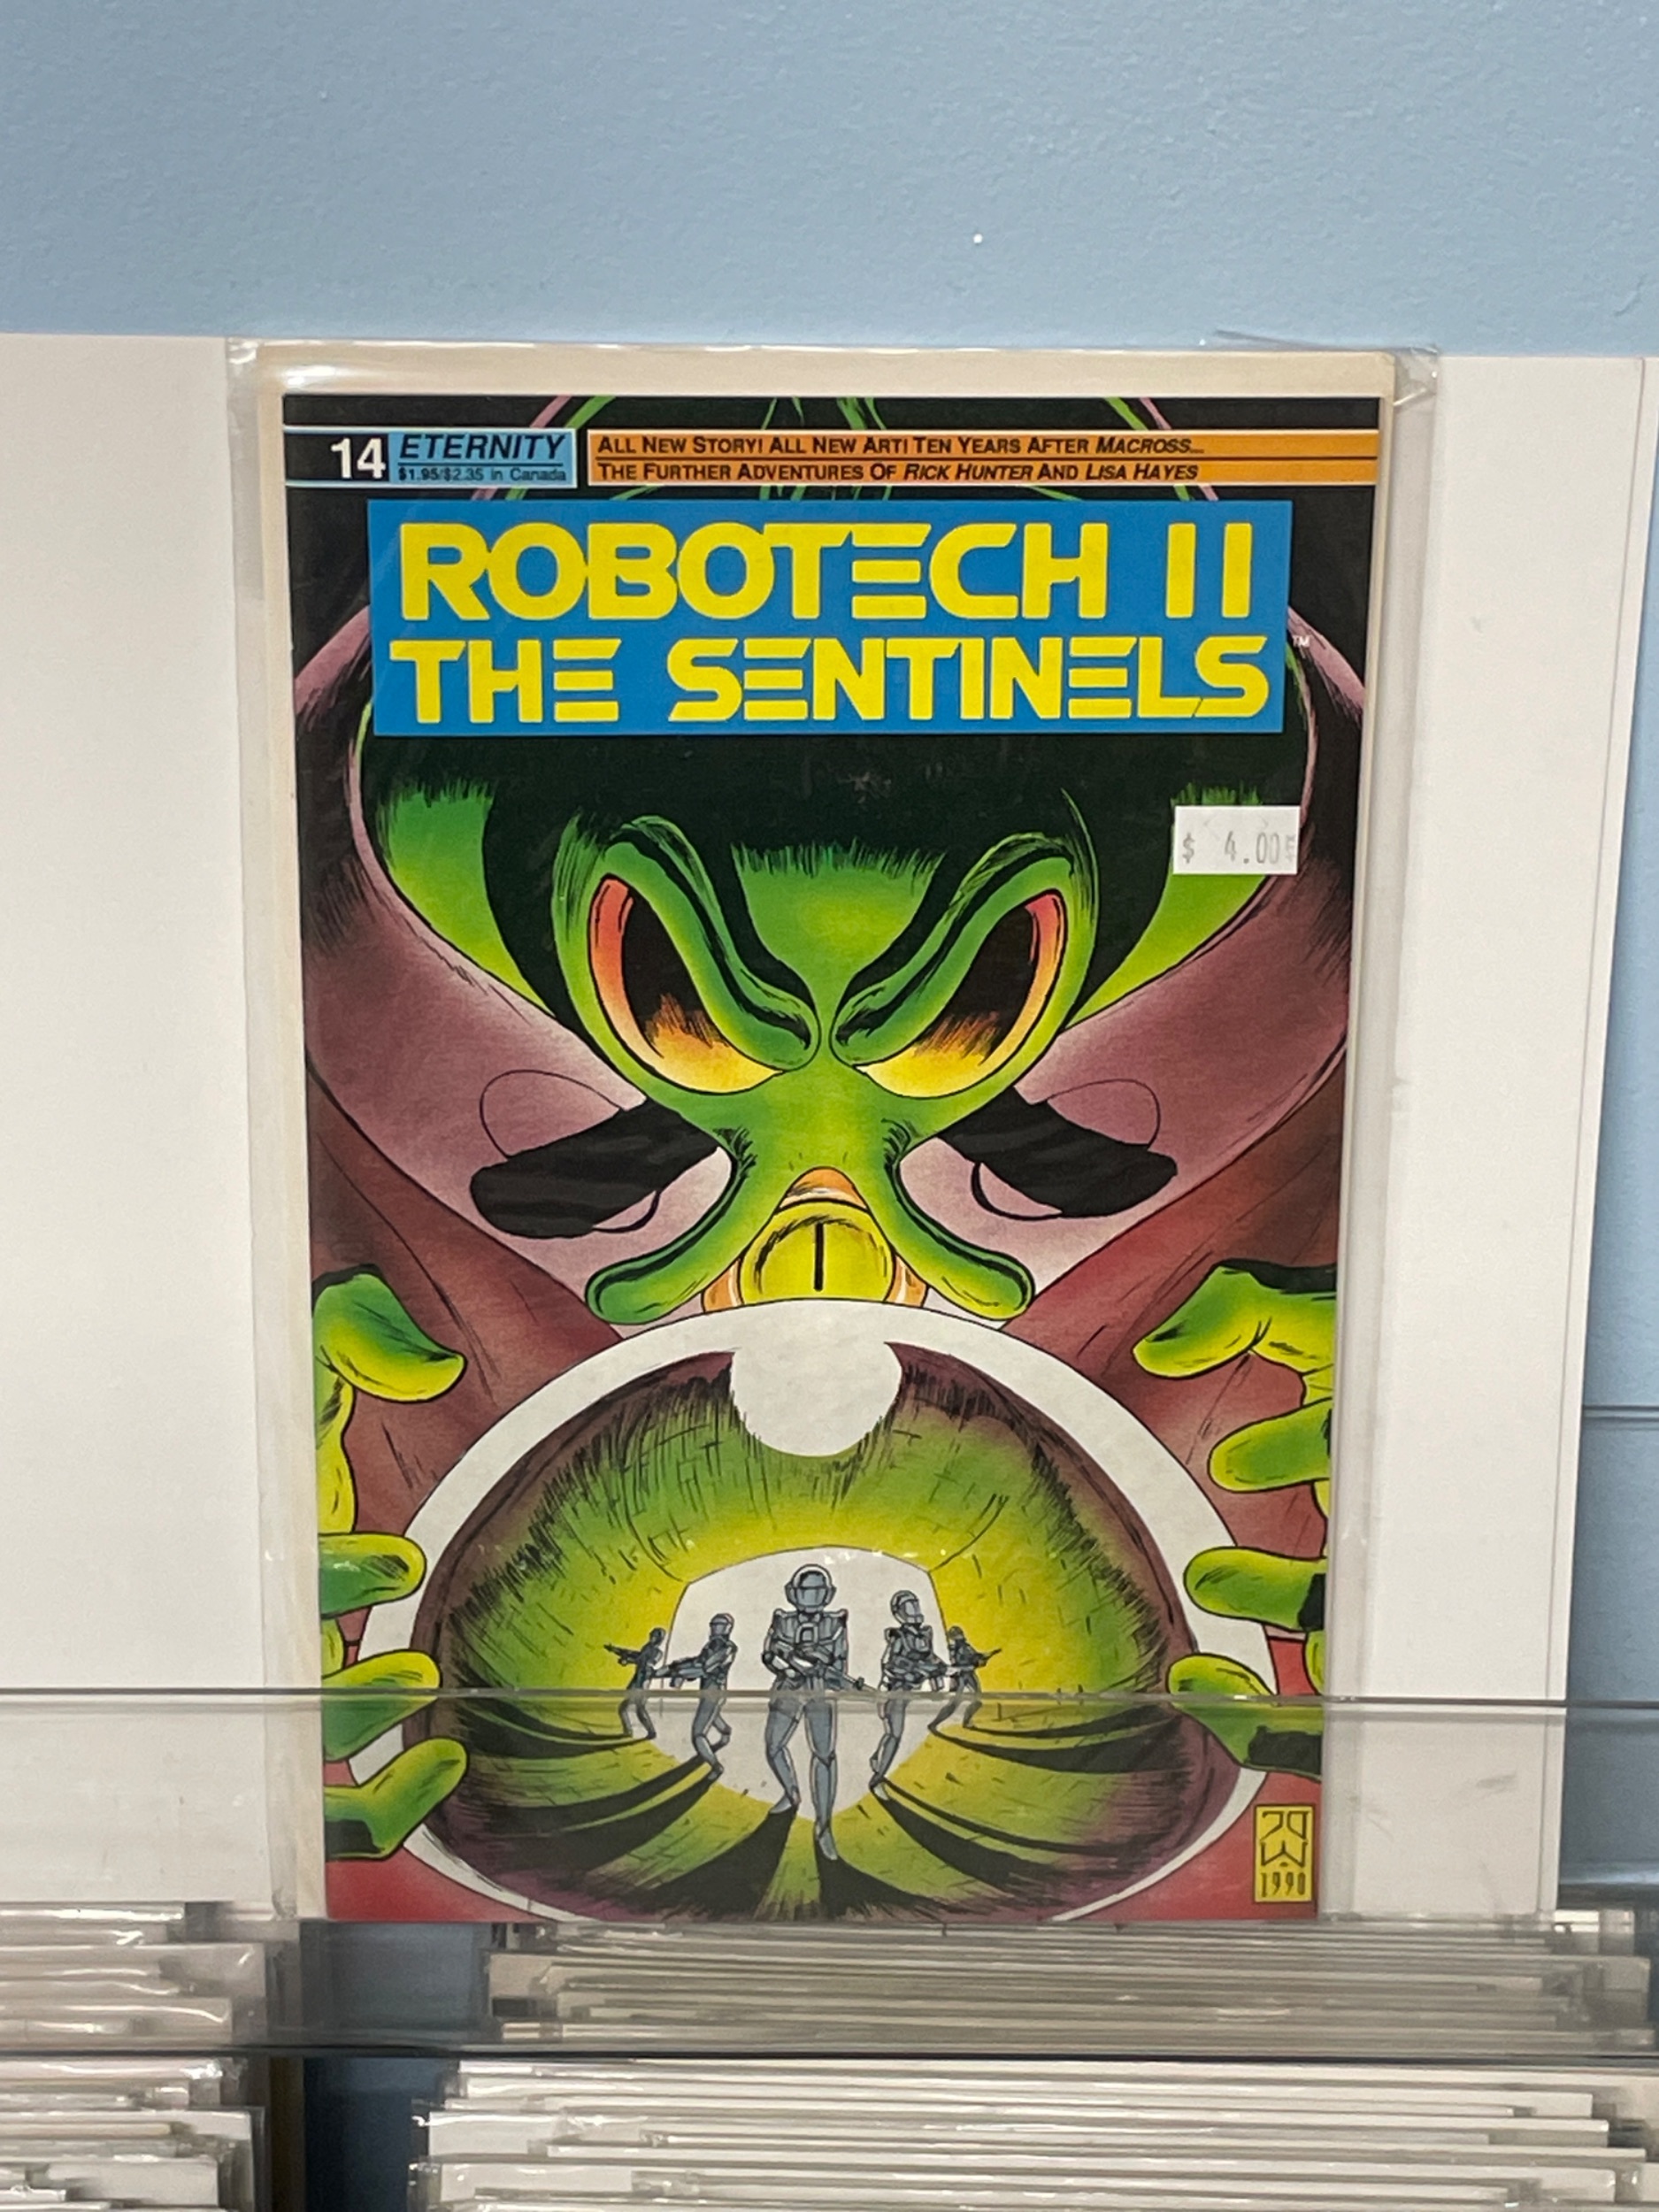 14
ETERNITY
$1.95/$2.35 in Canada
ALL NEW STORY! ALL NEW ART! TEN YEARS AFTER MACROSS...
THE FURTHER ADVENTURES OF RICK HUNTER AND LISA HAYES
ROBOTECH II
THE SENTINELS
TM
$ 4.00
1990